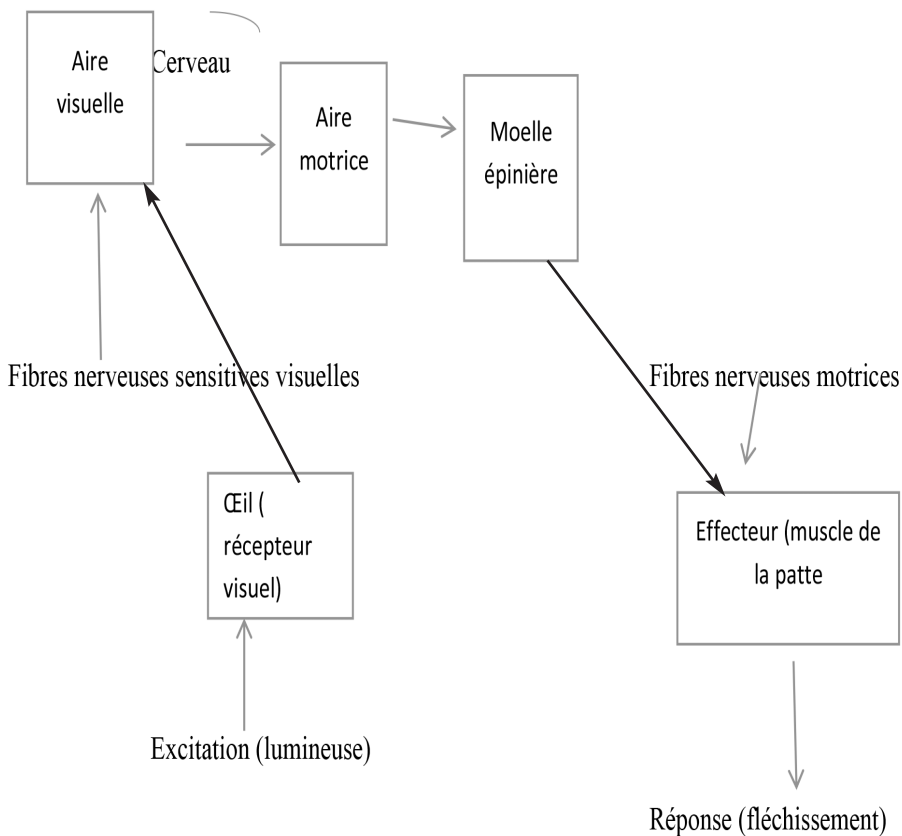 Aire
visuelle
Cerveau
Aire
motrice
Moelle
épinière
Fibres nerveuses sensitives visuelles
Fibres nerveuses motrices
Œil (
récepteur
visuel)
Effecteur (muscle de
la patte
Excitation (lumineuse)
Réponse (fléchissement)